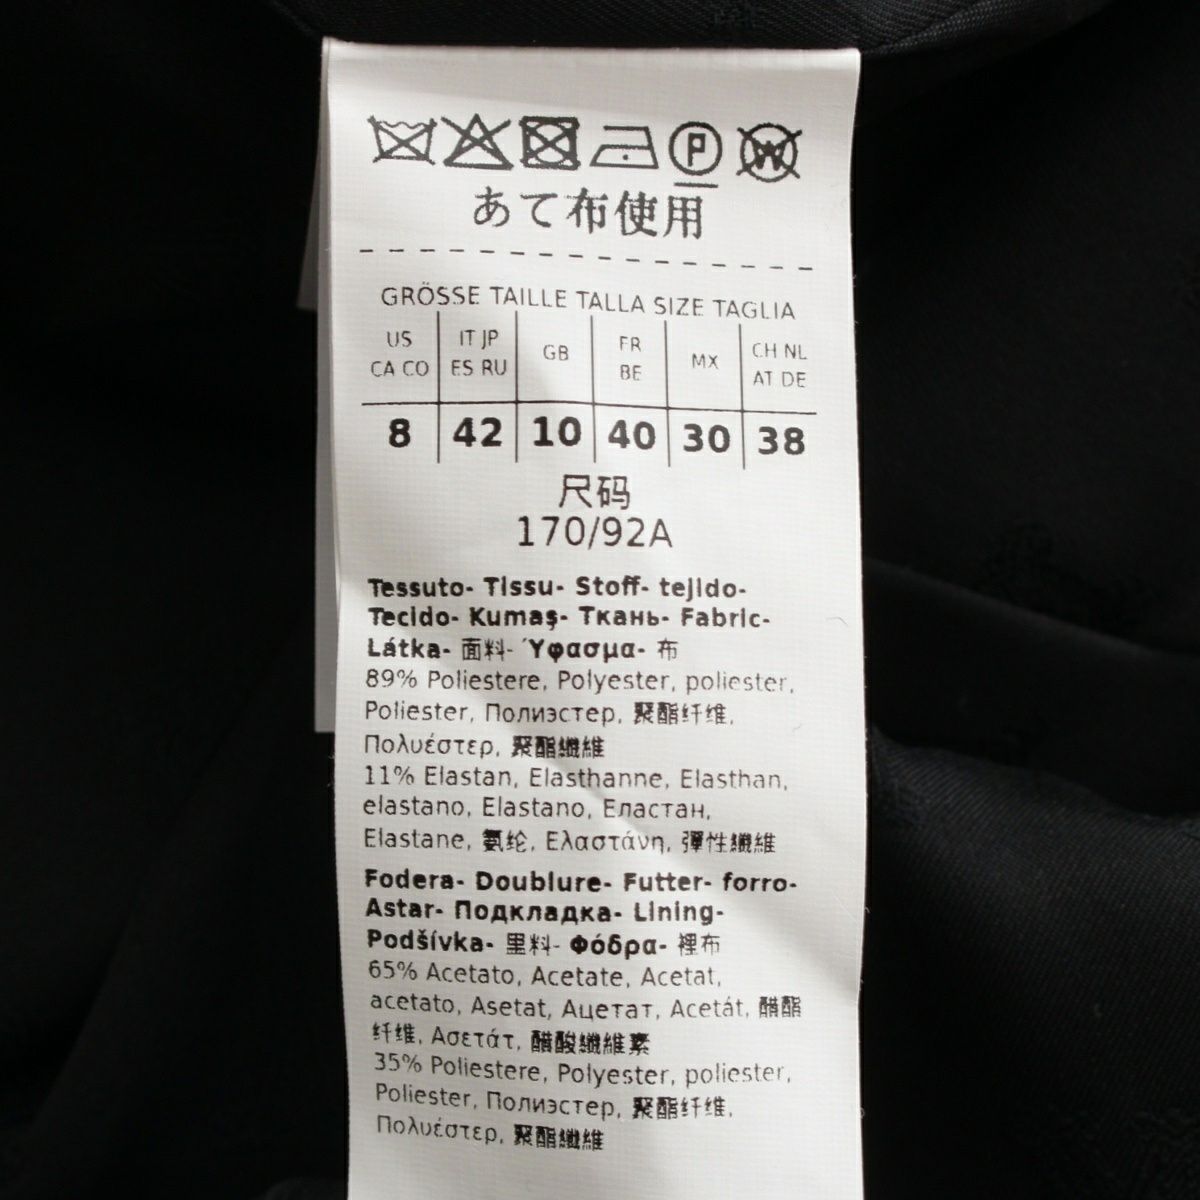 あて布使用
GRÖSSE TAILLE TALLA SIZE TAGLIA
US CA CO | IT JP ES RU | GB | FR BE | MX | CH NL AT DE
8 | 42 | 10 | 40 | 30 | 38
尺码
170/92A
Tessuto- Tissu- Stoff- tejido-
Tecido- Kumaş- Ткань- Fabric-
Látka- 面料- Ύφασμα- 布
89% Poliestere, Polyester, poliester,
Poliester, Полиэстер, 聚酯纤维,
Πολυέστερ, 聚酯纖維
11% Elastan, Elasthanne, Elasthan,
elastano, Elastano, Еластан,
Elastane, 氨纶, Ελαστάνη, 彈性纖維
Fodera- Doublure- Futter- forro-
Astar- Подкладка- Lining-
Podšívka- 里料- Φόδρα- 裡布
65% Acetato, Acetate, Acetat,
acetato, Asetat, Ацетат, Acetát, 醋酯
纤维, Ασετάτ, 醋酸纖維素
35% Poliestere, Polyester, poliester,
Poliester, Полиэстер, 聚酯纤维,
Πολυέστερ, 聚酯纖維